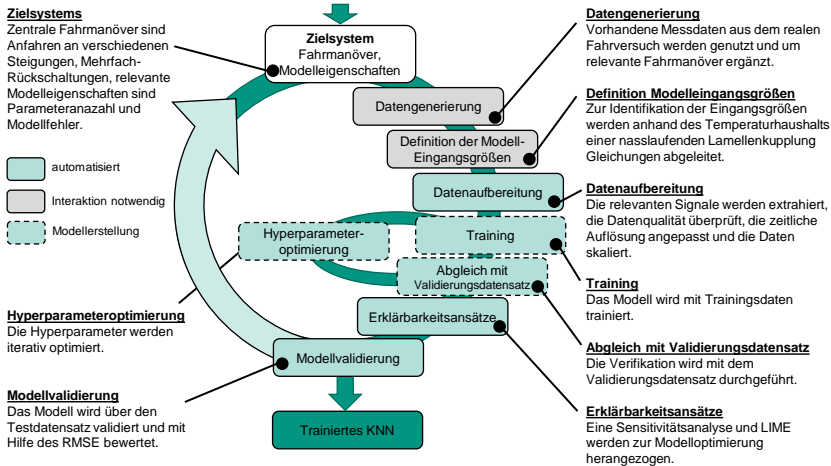 Zielsystems
Zentrale Fahrmanöver sind
Anfahren an verschiedenen
Steigungen, Mehrfach-
Rückschaltungen, relevante
Modelleigenschaften sind
Parameteranzahl und
Modellfehler.
automatisiert
Interaktion notwendig
Modellerstellung
Hyperparameteroptimierung
Die Hyperparameter werden
iterativ optimiert.
Modellvalidierung
Das Modell wird über den
Testdatensatz validiert und mit
Hilfe des RMSE bewertet.
Zielsystem
Fahrmanöver,
Modelleigenschaften
Datengenerierung
Definition der Modell-
Eingangsgrößen
Datenaufbereitung
Hyperparameter-
optimierung
Training
Abgleich mit
Validierungsdatensatz
Erklärbarkeitsansätze
Modellvalidierung
Trainiertes KNN
Datengenerierung
Vorhandene Messdaten aus dem realen
Fahrversuch werden genutzt und um
relevante Fahrmanöver ergänzt.
Definition Modelleingangsgrößen
Zur Identifikation der Eingangsgrößen
werden anhand des Temperaturhaushalts
einer nasslaufenden Lamellenkupplung
Gleichungen abgeleitet.
Datenaufbereitung
Die relevanten Signale werden extrahiert,
die Datenqualität überprüft, die zeitliche
Auflösung angepasst und die Daten
skaliert.
Training
Das Modell wird mit Trainingsdaten
trainiert.
Abgleich mit Validierungsdatensatz
Die Verifikation wird mit dem
Validierungsdatensatz durchgeführt.
Erklärbarkeitsansätze
Eine Sensitivitätsanalyse und LIME
werden zur Modelloptimierung
herangezogen.